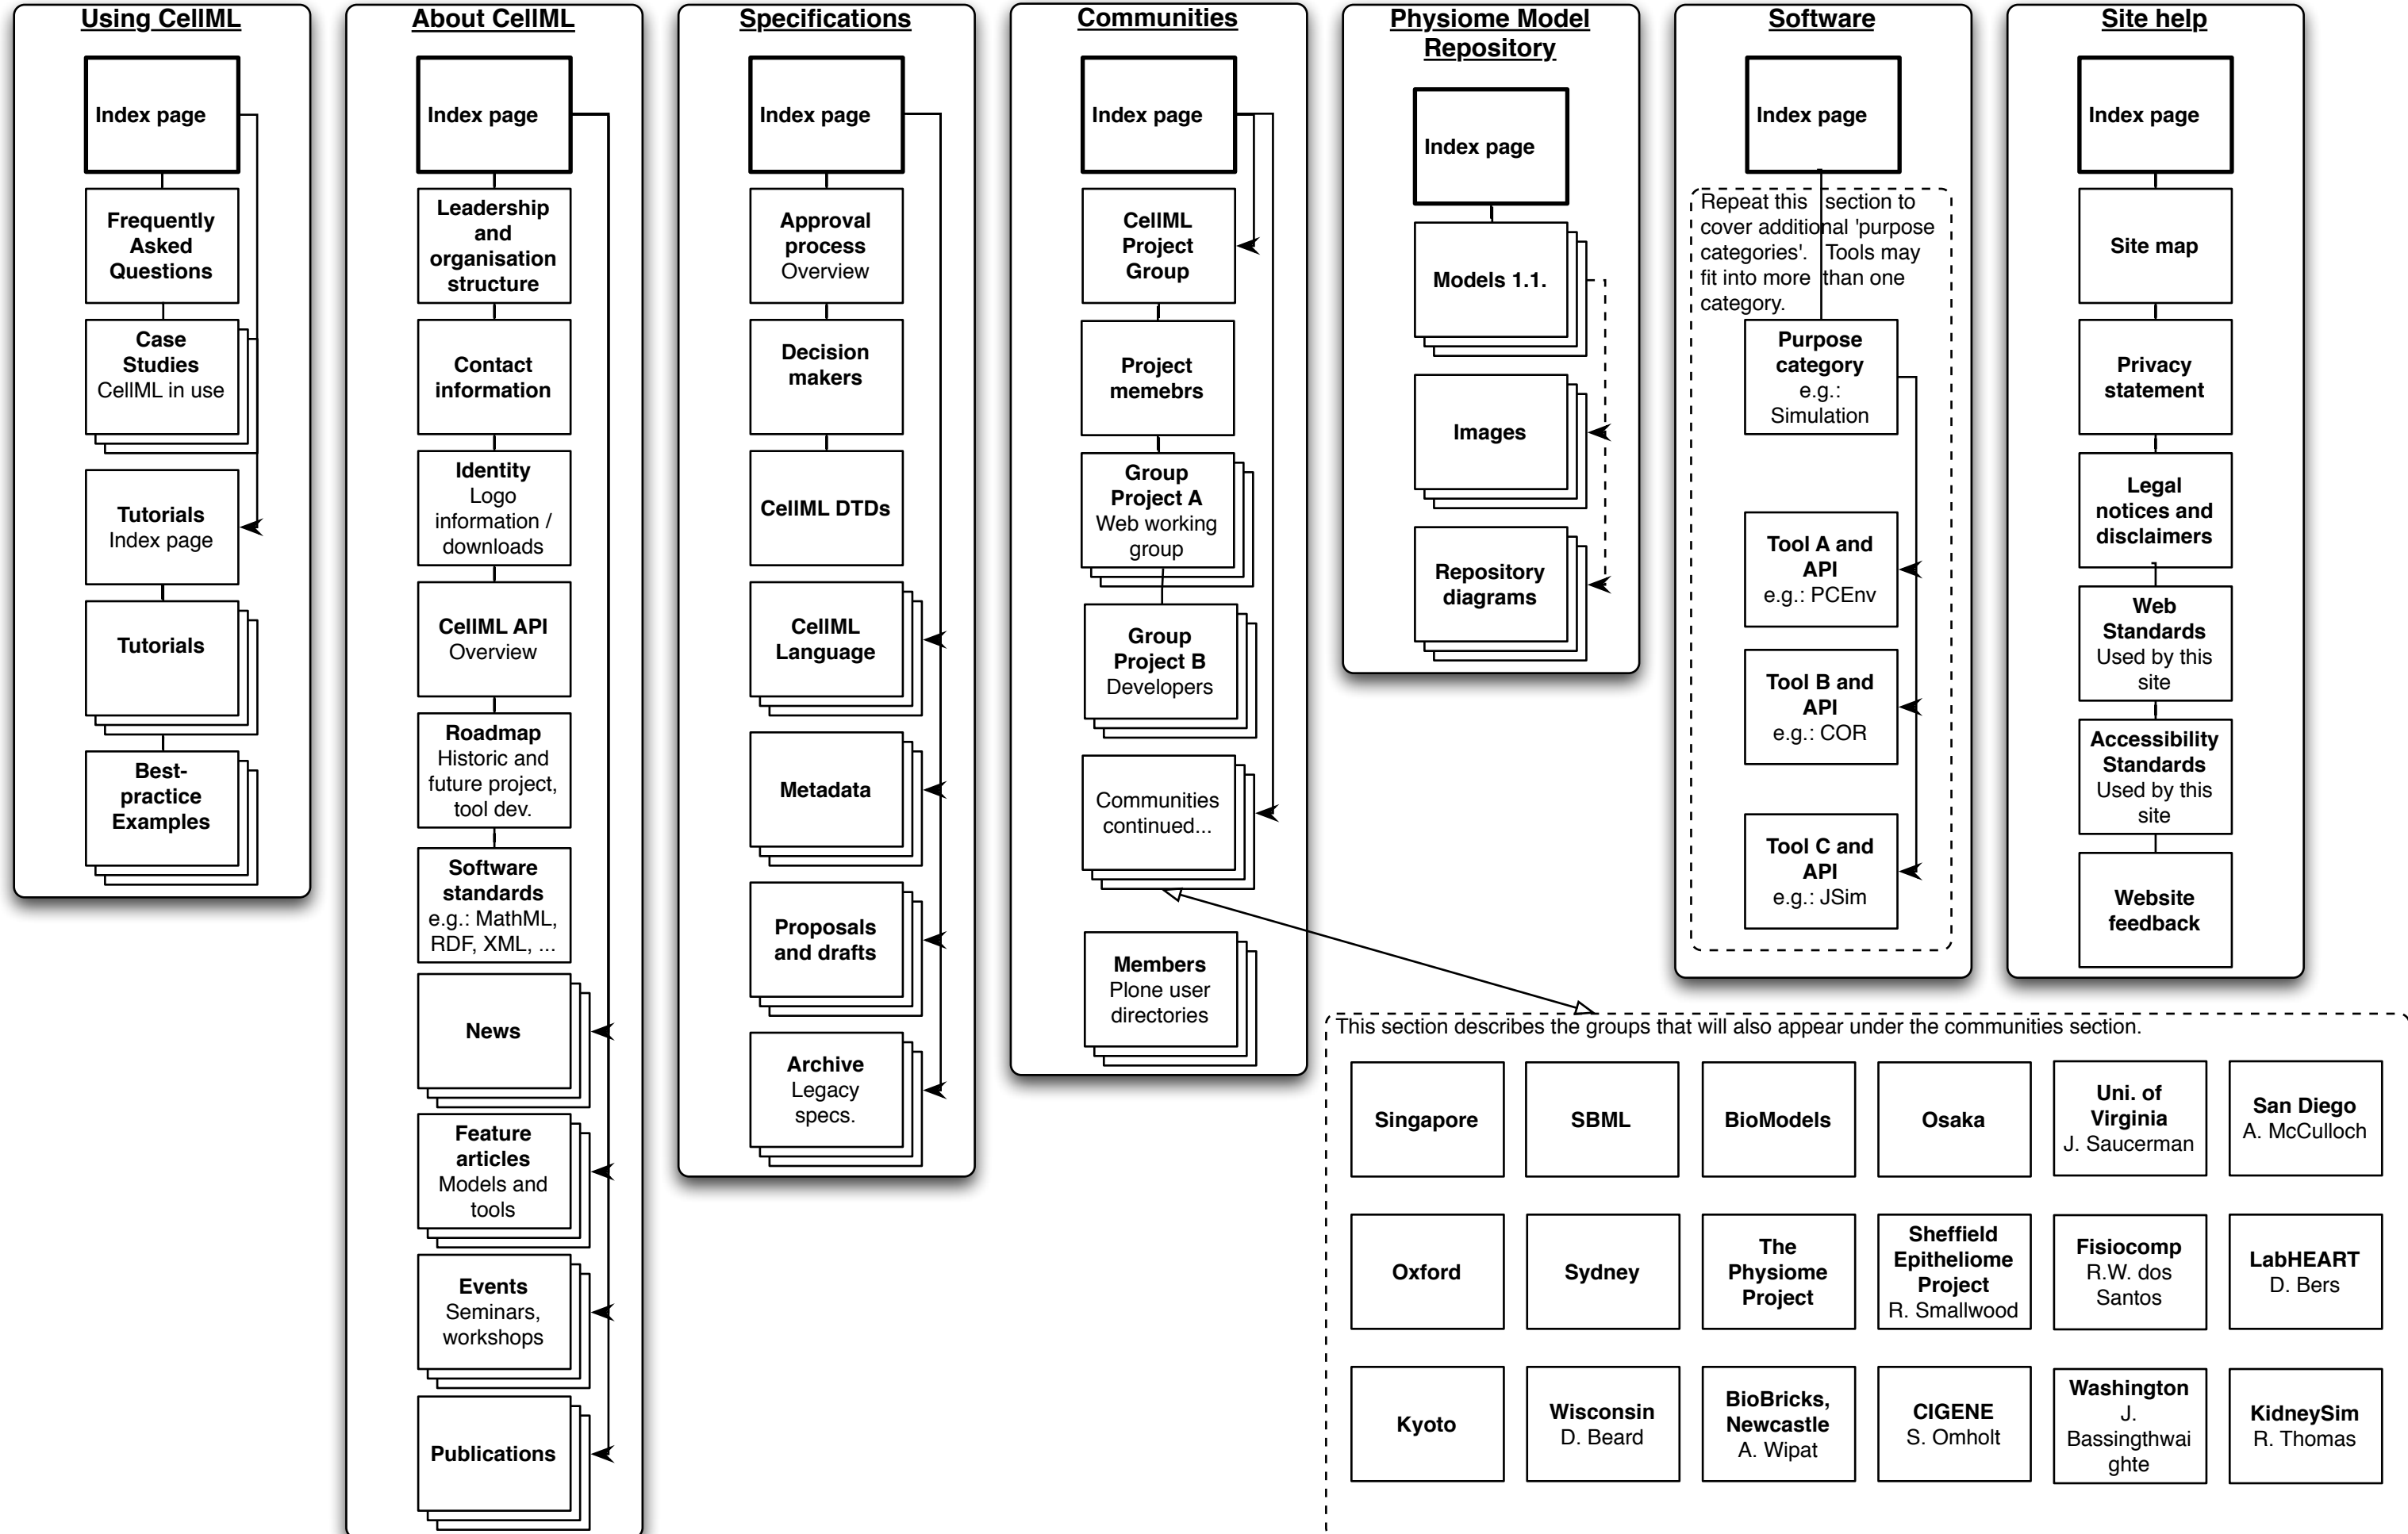 Using CellML
Index page
Frequently
Asked
Questions
Case
Studies
CellML in use
Tutorials
Index page
Tutorials
Best-
practice
Examples
About CellML
Index page
Leadership
and
organisation
structure
Contact
information
Identity
Logo
information /
downloads
CellML API
Overview
Roadmap
Historic and
future project,
tool dev.
Software
standards
e.g.: MathML,
RDF, XML, ...
News
Feature
articles
Models and
tools
Events
Seminars,
workshops
Publications
Specifications
Index page
Approval
process
Overview
Decision
makers
CellML DTDs
CellML
Language
Metadata
Proposals
and drafts
Archive
Legacy
specs.
Communities
Index page
CellML
Project
Group
Project
memebrs
Group
Project A
Web working
group
Group
Project B
Developers
Communities
continued...
Members
Plone user
directories
Physiome Model
Repository
Index page
Models 1.1.
Images
Repository
diagrams
Software
Index page
Repeat this section to
cover additional 'purpose
categories'. Tools may
fit into more than one
category.
Purpose
category
e.g.:
Simulation
Tool A and
API
e.g.: PCEnv
Tool B and
API
e.g.: COR
Tool C and
API
e.g.: JSim
Site help
Index page
Site map
Privacy
statement
Legal
notices and
disclaimers
Web
Standards
Used by this
site
Accessibility
Standards
Used by this
site
Website
feedback
This section describes the groups that will also appear under the communities section.
Singapore
SBML
BioModels
Osaka
Uni. of
Virginia
J. Saucerman
San Diego
A. McCulloch
Oxford
Sydney
The
Physiome
Project
Sheffield
Epitheliome
Project
R. Smallwood
Fisiocomp
R.W. dos
Santos
LabHEART
D. Bers
Kyoto
Wisconsin
D. Beard
BioBricks,
Newcastle
A. Wipat
CIGENE
S. Omholt
Washington
J.
Bassingthwai
ghte
KidneySim
R. Thomas